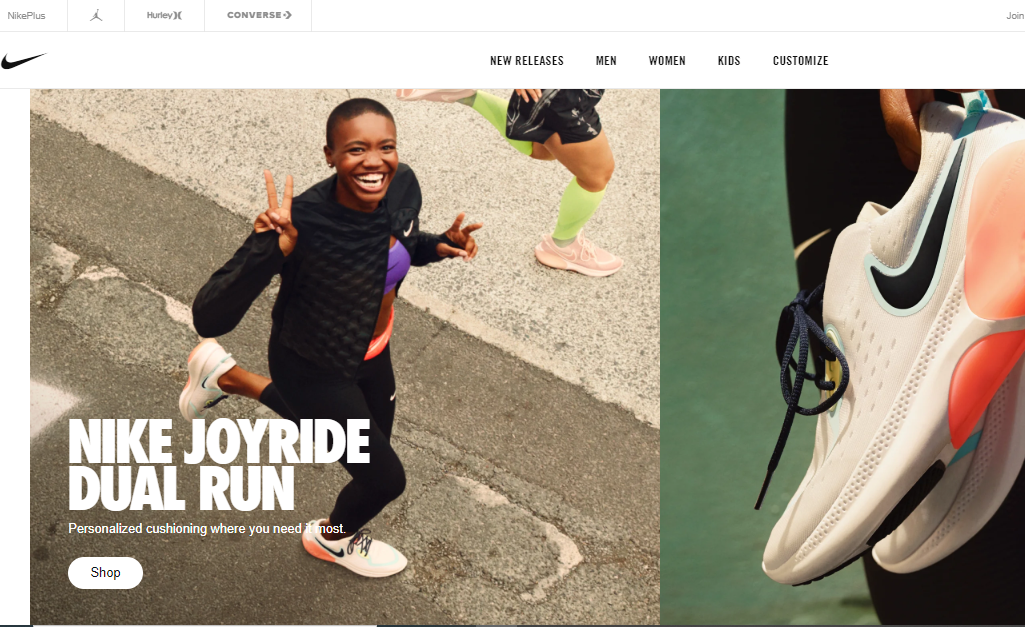 NikePlus
Hurley
CONVERSE
Join
NEW RELEASES
MEN
WOMEN
KIDS
CUSTOMIZE
NIKE JOYRIDE
DUAL RUN
Personalized cushioning where you need it most.
Shop